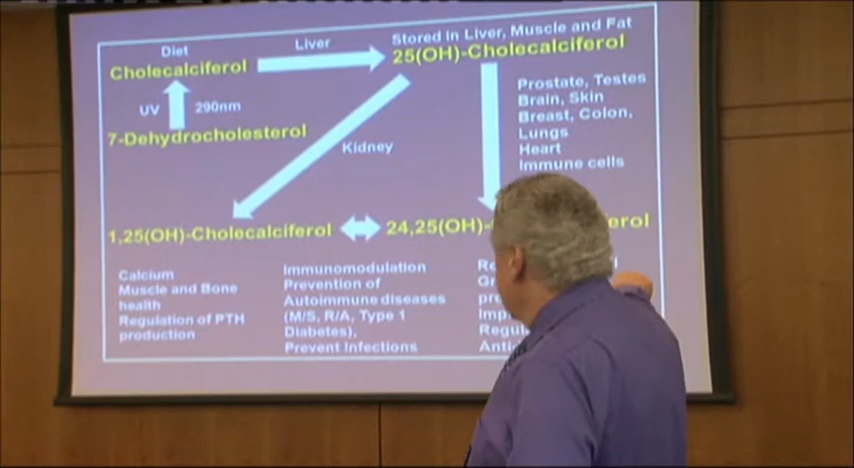 Diet
Liver
Stored in Liver, Muscle and Fat
Cholecalciferol
25(OH)-Cholecalciferol
UV
290nm
7-Dehydrocholesterol
Kidney
Prostate, Testes
Brain, Skin
Breast, Colon,
Lungs
Heart
Immune cells
1,25(OH)-Cholecalciferol
24,25(OH)-
Calcium
Muscle and Bone
health
Regulation of PTH
production
Immunomodulation
Prevention of
Autoimmune diseases
(M/S, R/A, Type 1
Diabetes),
Prevent Infections